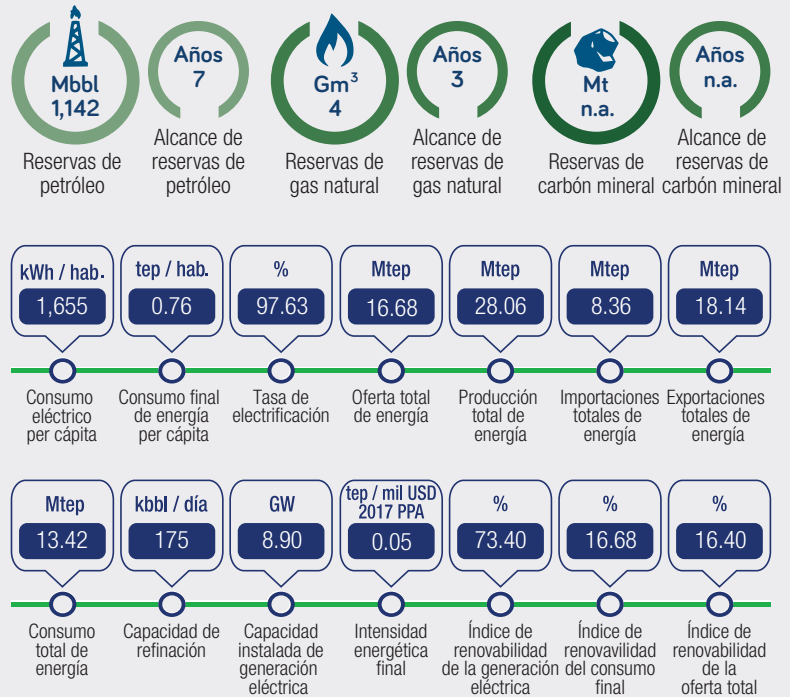 Mbbl
1,142
Reservas de
petróleo
Años
7
Alcance de
reservas de
petróleo
Gm³
4
Reservas de
gas natural
Años
3
Alcance de
reservas de
gas natural
Mt
n.a.
Reservas de
carbón mineral
Años
n.a.
Alcance de
reservas de
carbón mineral
kWh / hab.
1,655
Consumo
eléctrico
per cápita
tep / hab.
0.76
Consumo final
de energía
per cápita
%
97.63
Tasa de
electrificación
Mtep
16.68
Oferta total
de energía
Mtep
28.06
Producción
total de
energía
Mtep
8.36
Importaciones
totales de
energía
Mtep
18.14
Exportaciones
totales de
energía
Mtep
13.42
Consumo
total de
energía
kbbl / día
175
Capacidad de
refinación
GW
8.90
Capacidad
instalada de
generación
eléctrica
tep / mil USD
2017 PPA
0.05
Intensidad
energética
final
%
73.40
Índice de
renovabilidad
de la generación
eléctrica
%
16.68
Índice de
renovavilidad
del consumo
final
%
16.40
Índice de
renovabilidad
de la
oferta total